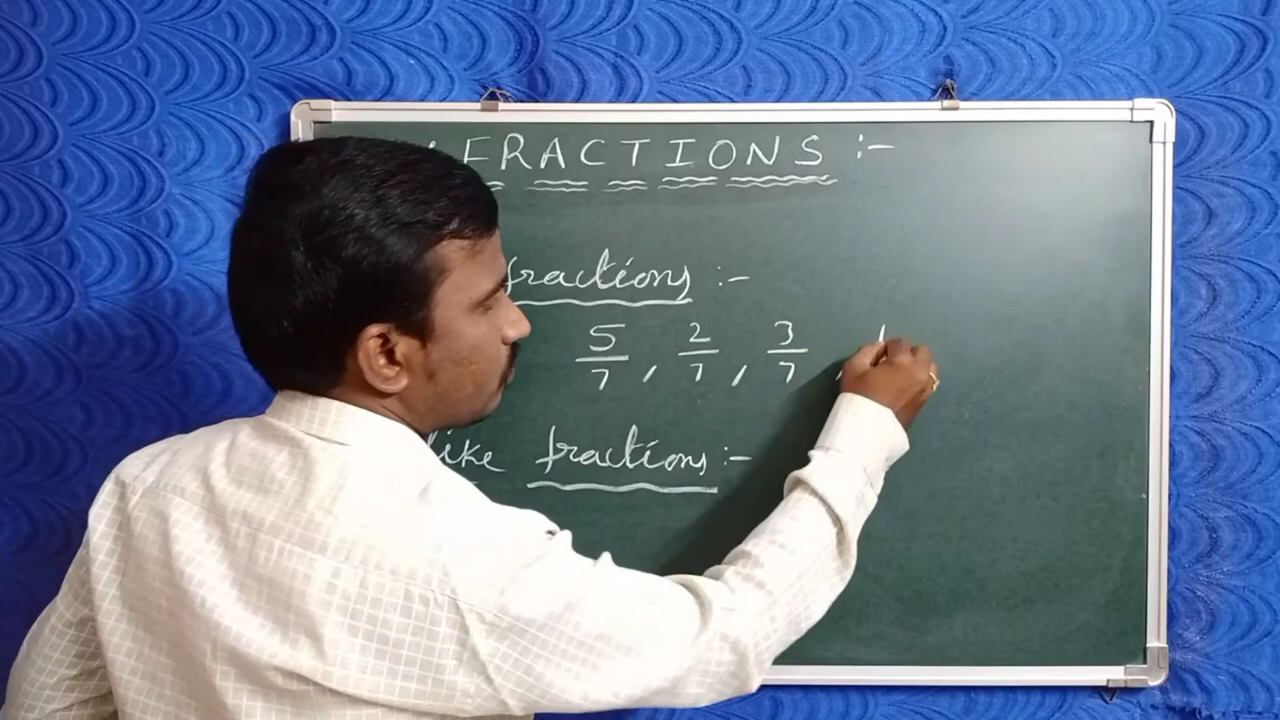 FRACTIONS :-
fractions :-
5/7 , 2/7 , 3/7 ,
like fractions :-